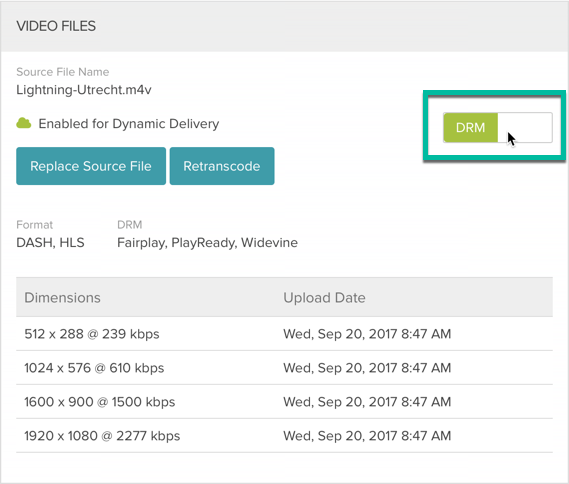 VIDEO FILES
Source File Name
Lightning-Utrecht.m4v
Enabled for Dynamic Delivery
DRM
Replace Source File Retranscode
Format DRM
DASH, HLS Fairplay, PlayReady, Widevine
Dimensions Upload Date
512 x 288 @ 239 kbps Wed, Sep 20, 2017 8:47 AM
1024 x 576 @ 610 kbps Wed, Sep 20, 2017 8:47 AM
1600 x 900 @ 1500 kbps Wed, Sep 20, 2017 8:47 AM
1920 x 1080 @ 2277 kbps Wed, Sep 20, 2017 8:47 AM